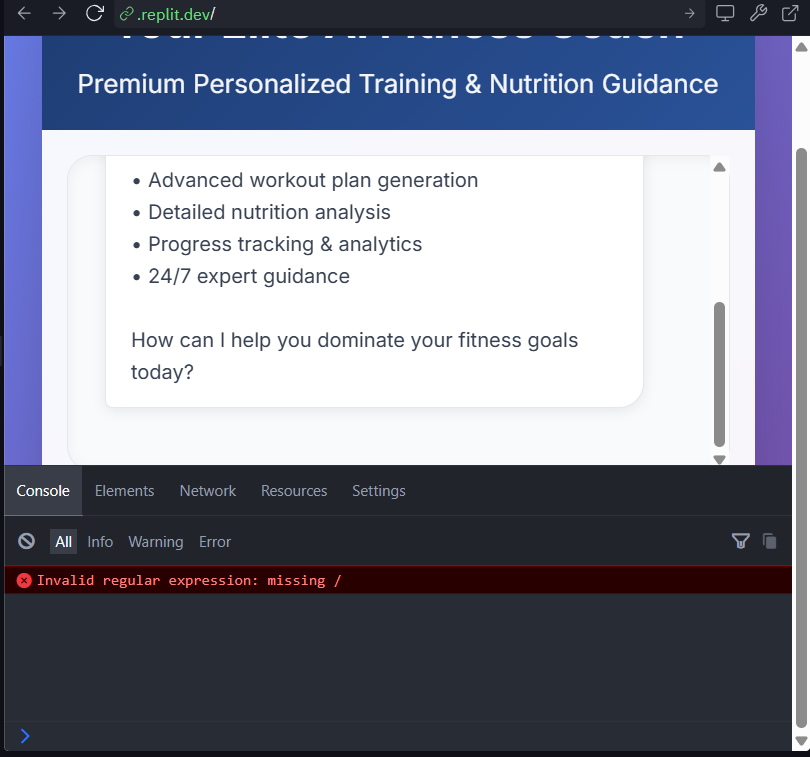 .replit.dev/
Premium Personalized Training & Nutrition Guidance
• Advanced workout plan generation
• Detailed nutrition analysis
• Progress tracking & analytics
• 24/7 expert guidance
How can I help you dominate your fitness goals
today?
Console Elements Network Resources Settings
All Info Warning Error
Invalid regular expression: missing /